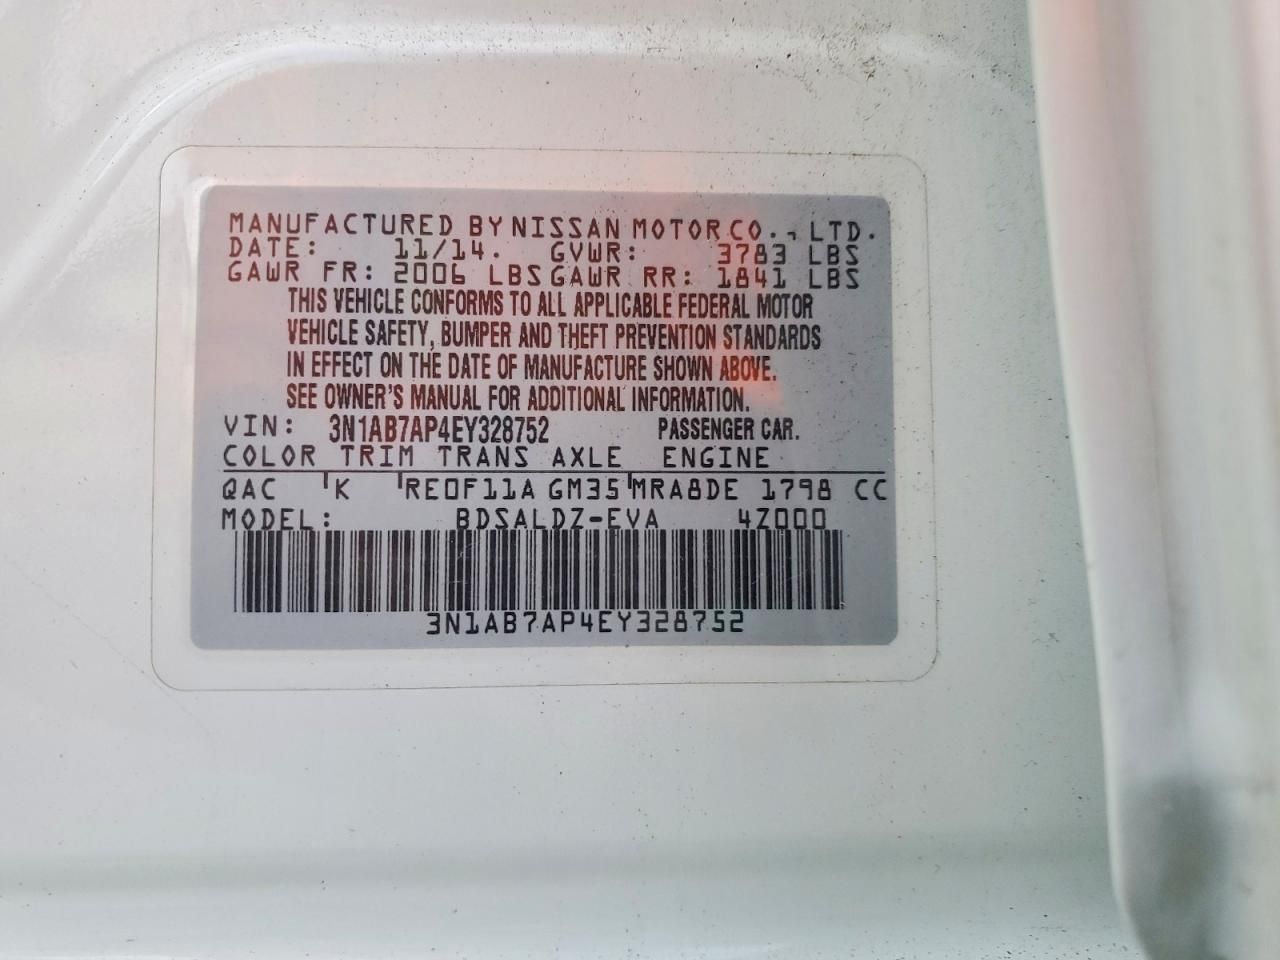 MANUFACTURED BY NISSAN MOTOR CO., LTD.
DATE: 11/14. GVWR: 3783 LBS
GAWR FR: 2006 LBS GAWR RR: 1841 LBS
THIS VEHICLE CONFORMS TO ALL APPLICABLE FEDERAL MOTOR
VEHICLE SAFETY, BUMPER AND THEFT PREVENTION STANDARDS
IN EFFECT ON THE DATE OF MANUFACTURE SHOWN ABOVE.
SEE OWNER'S MANUAL FOR ADDITIONAL INFORMATION.
VIN: 3N1AB7AP4EY328752 PASSENGER CAR.
COLOR TRIM TRANS AXLE ENGINE
QAC K RE0F11A GM35 MRA8DE 1798 CC
MODEL: BDSALDZ-EVA 4Z000
3N1AB7AP4EY328752